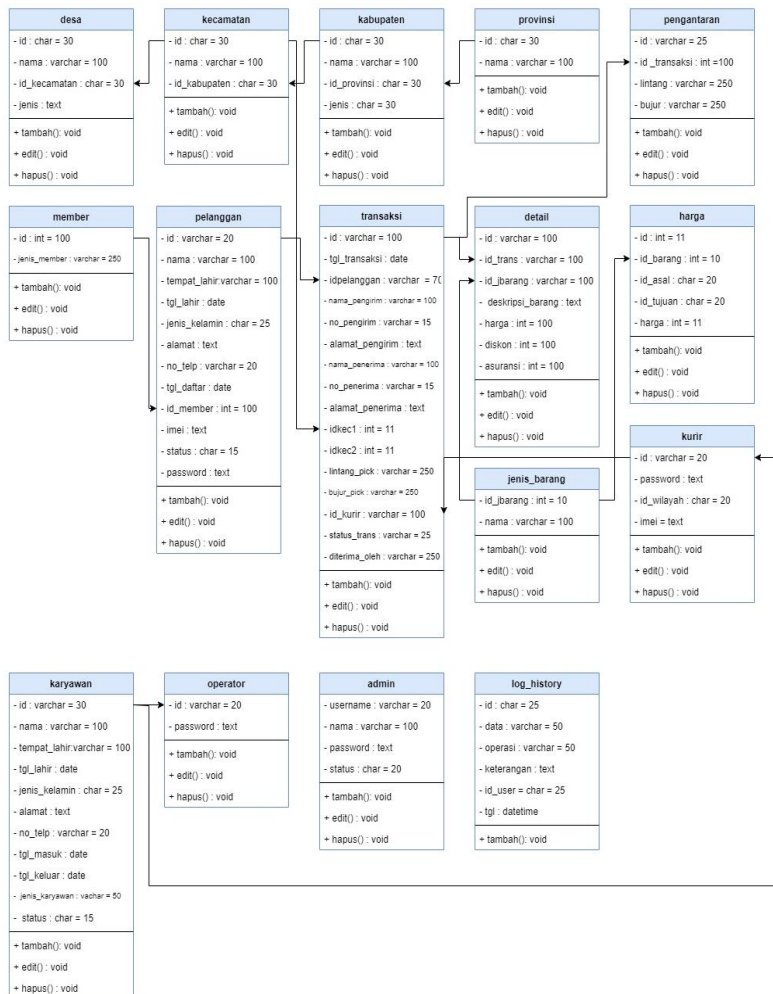 desa
- id : char = 30
- nama : varchar = 100
- id_kecamatan : char = 30
- jenis : text
+ tambah(): void
+ edit() : void
+ hapus() : void
kecamatan
- id : char = 30
- nama : varchar = 100
- id_kabupaten : char = 30
+ tambah(): void
+ edit() : void
+ hapus() : void
kabupaten
- id : char = 30
- nama : varchar = 100
- id_provinsi : char = 30
- jenis : char = 30
+ tambah(): void
+ edit() : void
+ hapus() : void
provinsi
- id : char = 30
- nama : varchar = 100
+ tambah(): void
+ edit() : void
+ hapus() : void
pengantaran
- id : varchar = 25
- id _transaksi : int =100
- lintang : varchar = 250
- bujur : varchar = 250
+ tambah(): void
+ edit() : void
+ hapus() : void
member
- id : int = 100
- jenis_member : varchar = 250
+ tambah(): void
+ edit() : void
+ hapus() : void
pelanggan
- id : varchar = 20
- nama : varchar = 100
- tempat_lahir:varchar = 100
- tgl_lahir : date
- jenis_kelamin : char = 25
- alamat : text
- no_telp : varchar = 20
- tgl_daftar : date
- id_member : int = 100
- imei : text
- status : char = 15
- password : text
+ tambah() : void
+ edit() : void
+ hapus() : void
transaksi
- id : varchar = 100
- tgl_transaksi : date
- idpelanggan : varchar = 70
- nama_pengirim : varchar = 100
- no_pengirim : varchar = 15
- alamat_pengirim : text
- nama_penerima : varchar = 100
- no_penerima : varchar = 15
- alamat_penerima : text
- idkec1 : int = 11
- idkec2 : int = 11
- lintang_pick : varchar = 250
- bujur_pick : varchar = 250
- id_kurir : varchar = 100
- status_trans : varchar = 25
- diterima_oleh : varchar = 250
+ tambah() : void
+ edit() : void
+ hapus() : void
detail
- id : varchar = 100
- id_trans : varchar = 100
- id_jbarang : varchar = 100
- deskripsi_barang : text
- harga : int = 100
- diskon : int = 100
- asuransi : int = 100
+ tambah(): void
+ edit() : void
+ hapus() : void
harga
- id : int = 11
- id_barang : int = 10
- id_asal : char = 20
- id_tujuan : char = 20
- harga : int = 11
+ tambah(): void
+ edit() : void
+ hapus() : void
jenis_barang
- id_jbarang : int = 10
- nama : varchar = 100
+ tambah(): void
+ edit() : void
+ hapus() : void
kurir
- id : varchar = 20
- password : text
- id_wilayah : char = 20
- imei = text
+ tambah(): void
+ edit() : void
+ hapus() : void
karyawan
- id : varchar = 30
- nama : varchar = 100
- tempat_lahir:varchar = 100
- tgl_lahir : date
- jenis_kelamin : char = 25
- alamat : text
- no_telp : varchar = 20
- tgl_masuk : date
- tgl_keluar : date
- jenis_karyawan : vachar = 50
- status : char = 15
+ tambah(): void
+ edit() : void
+ hapus() : void
operator
- id : varchar = 20
- password : text
+ tambah(): void
+ edit() : void
+ hapus() : void
admin
- username : varchar = 20
- nama : varchar = 100
- password : text
- status : char = 20
+ tambah(): void
+ edit() : void
+ hapus() : void
log_history
- id : char = 25
- data : varchar = 50
- operasi : varchar = 50
- keterangan : text
- id_user = char = 25
- tgl : datetime
+ tambah(): void